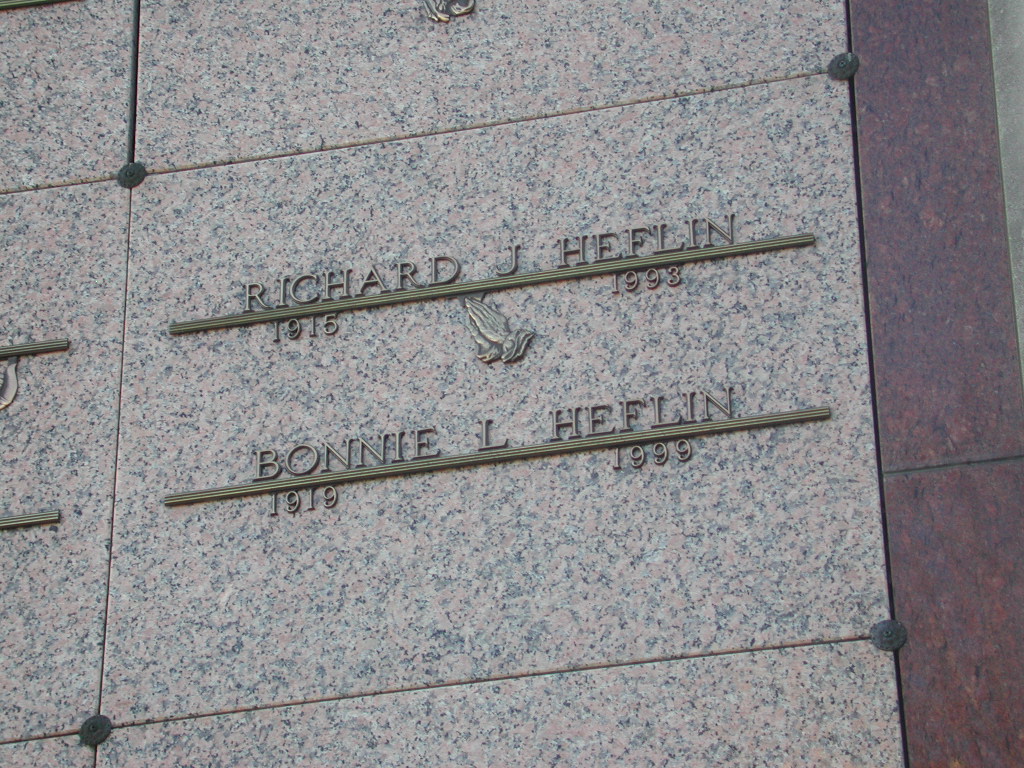 RICHARD J HEFLIN
1915 1993
BONNIE L HEFLIN
1919 1999